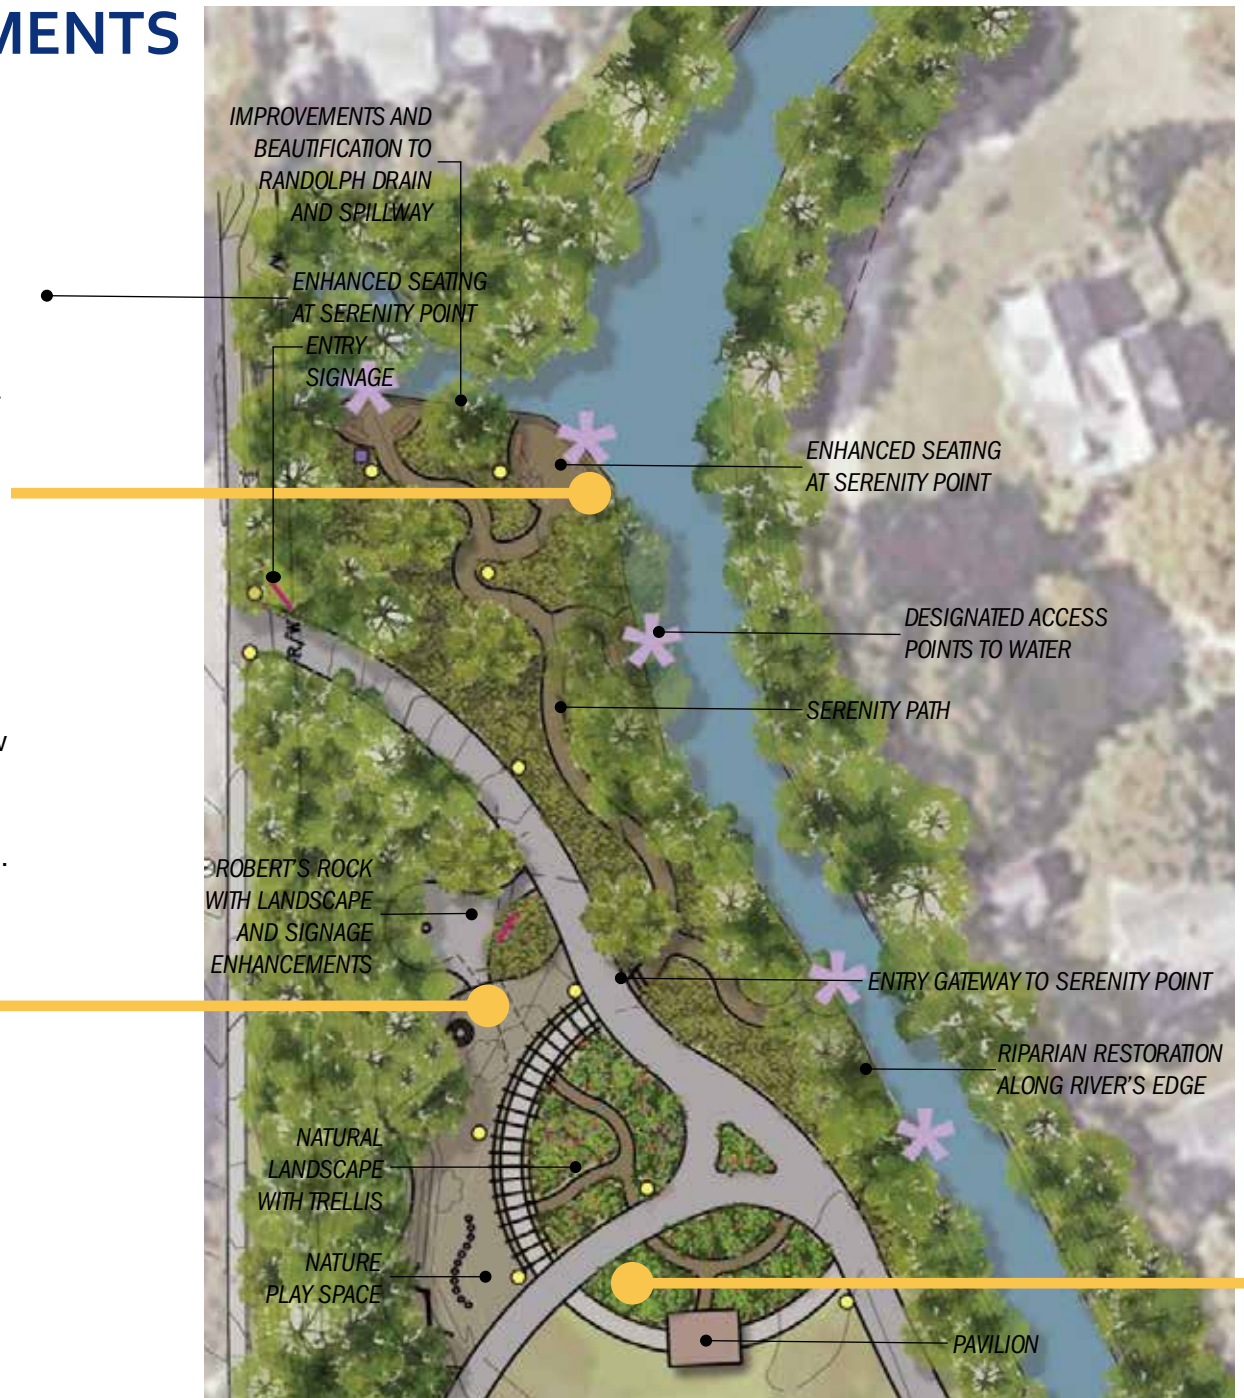 MENTS
IMPROVEMENTS AND
BEAUTIFICATION TO
RANDOLPH DRAIN
AND SPILLWAY
ENHANCED SEATING
AT SERENITY POINT
ENTRY
SIGNAGE
ENHANCED SEATING
AT SERENITY POINT
DESIGNATED ACCESS
POINTS TO WATER
SERENITY PATH
R/W
w
.
ROBERT'S ROCK
WITH LANDSCAPE
AND SIGNAGE
ENHANCEMENTS
ENTRY GATEWAY TO SERENITY POINT
RIPARIAN RESTORATION
ALONG RIVER'S EDGE
NATURAL
LANDSCAPE
WITH TRELLIS
NATURE
PLAY SPACE
PAVILION